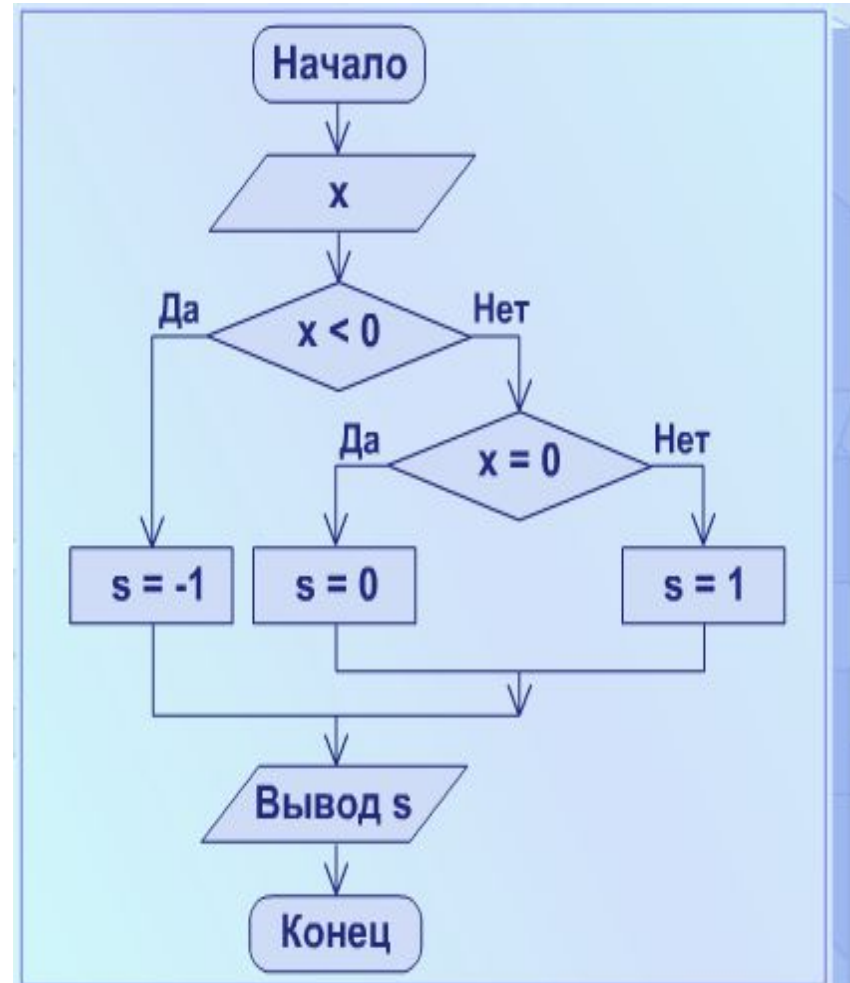 Начало
x
Да
x < 0
Нет
Да
x = 0
Нет
s = -1
s = 0
s = 1
Вывод s
Конец